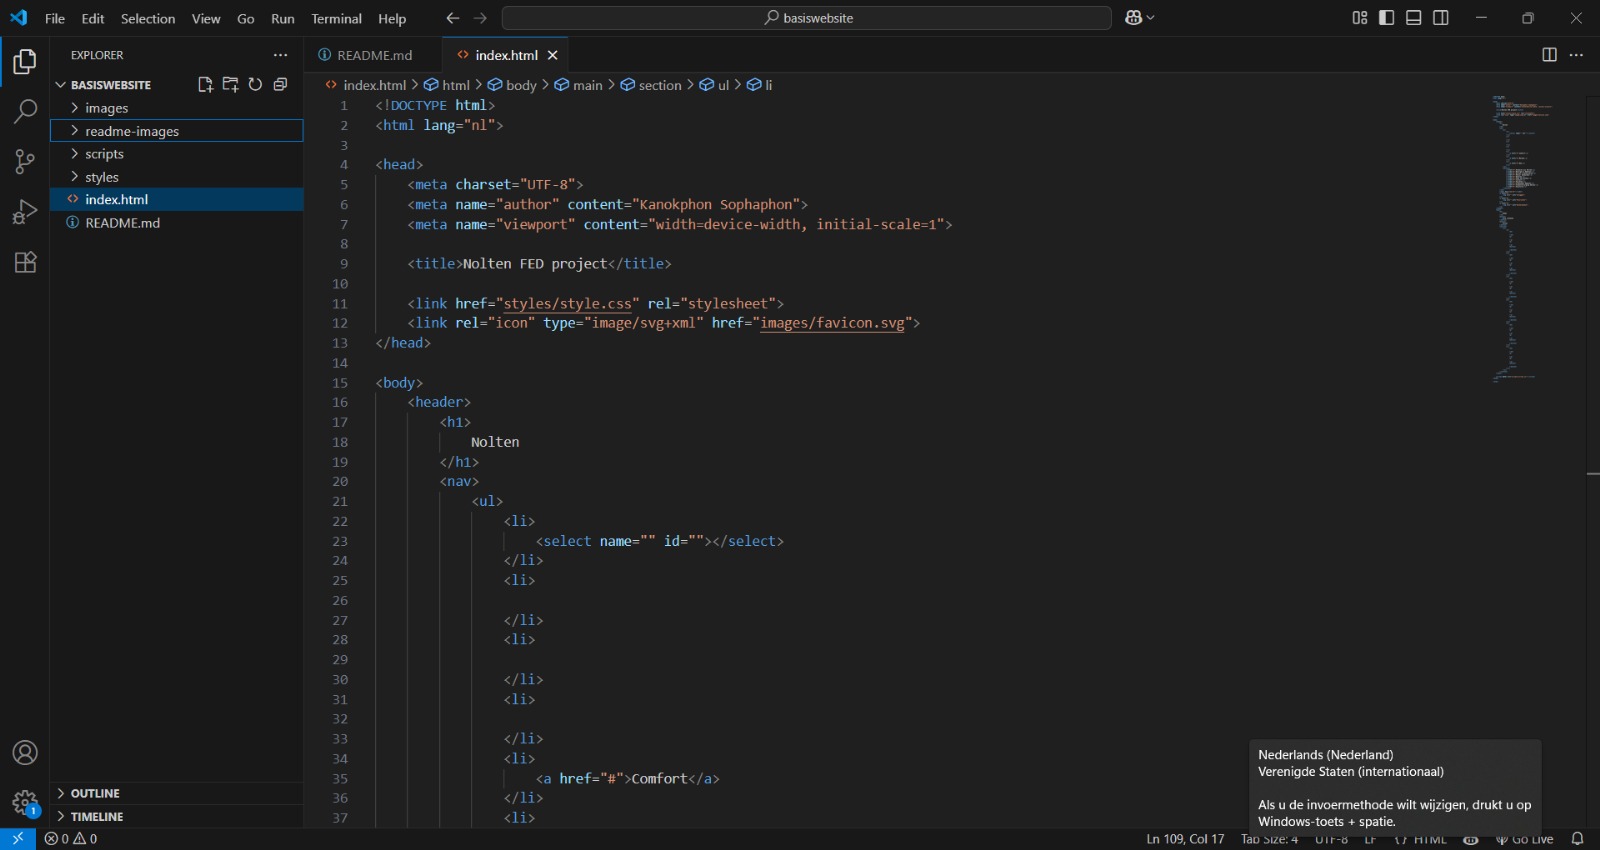 File Edit Selection View Go Run Terminal Help
basiswebsite
EXPLORER
BASISWEBSITE
images
readme-images
scripts
styles
index.html
README.md
OUTLINE
TIMELINE
README.md
index.html
index.html > html > body > main > section > ul > li
1 <!DOCTYPE html>
2 <html lang="nl">
3
4 <head>
5 <meta charset="UTF-8">
6 <meta name="author" content="Kanokphon Sophaphon">
7 <meta name="viewport" content="width=device-width, initial-scale=1">
8
9 <title>Nolten FED project</title>
10
11 <link href="styles/style.css" rel="stylesheet">
12 <link rel="icon" type="image/svg+xml" href="images/favicon.svg">
13 </head>
14
15 <body>
16 <header>
17 <h1>
18 Nolten
19 </h1>
20 <nav>
21 <ul>
22 <li>
23 <select name="" id=""></select>
24 </li>
25 <li>
26
27 </li>
28 <li>
29
30 </li>
31 <li>
32
33 </li>
34 <li>
35 <a href="#">Comfort</a>
36 </li>
37 <li>
Nederlands (Nederland)
Verenigde Staten (internationaal)
Als u de invoermethode wilt wijzigen, drukt u op
Windows-toets + spatie.
1
0 0
Ln 109, Col 17 Tab Size: 4 UTF-8 LF {} HTML Go Live